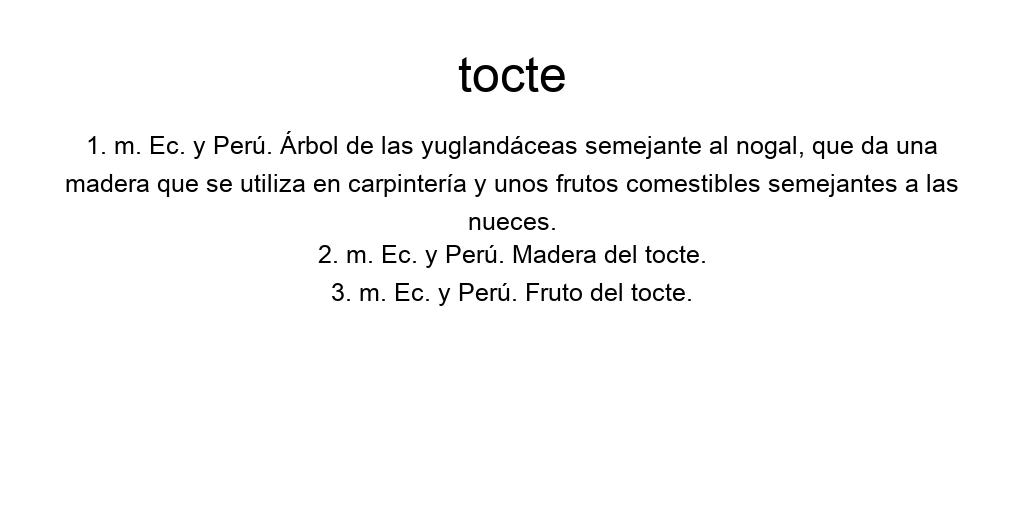 tocte
1. m. Ec. y Perú. Árbol de las yuglandáceas semejante al nogal, que da una
madera que se utiliza en carpintería y unos frutos comestibles semejantes a las
nueces.
2. m. Ec. y Perú. Madera del tocte.
3. m. Ec. y Perú. Fruto del tocte.